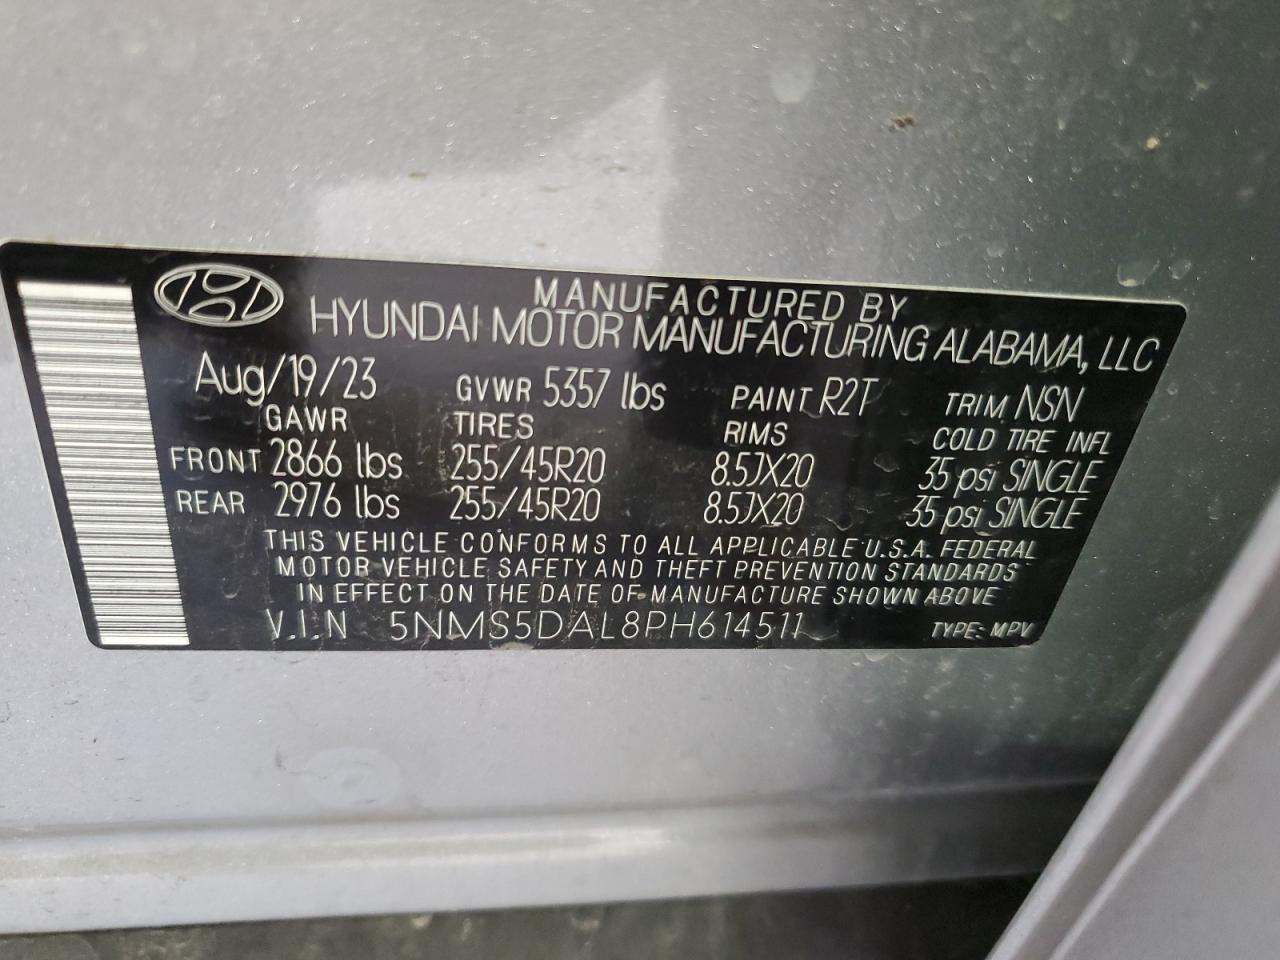 MANUFACTURED BY
HYUNDAI MOTOR MANUFACTURING ALABAMA, LLC
Aug/19/23 GVWR 5357 lbs PAINT R2T TRIM NSN
GAWR TIRES RIMS COLD TIRE INFL
FRONT 2866 lbs 255/45R20 8.5JX20 35 psi SINGLE
REAR 2976 lbs 255/45R20 8.5JX20 35 psi SINGLE
THIS VEHICLE CONFORMS TO ALL APPLICABLE U.S.A. FEDERAL
MOTOR VEHICLE SAFETY AND THEFT PREVENTION STANDARDS
IN EFFECT ON THE DATE OF MANUFACTURE SHOWN ABOVE
V.I.N 5NMS5DAL8PH614511 TYPE: MPV